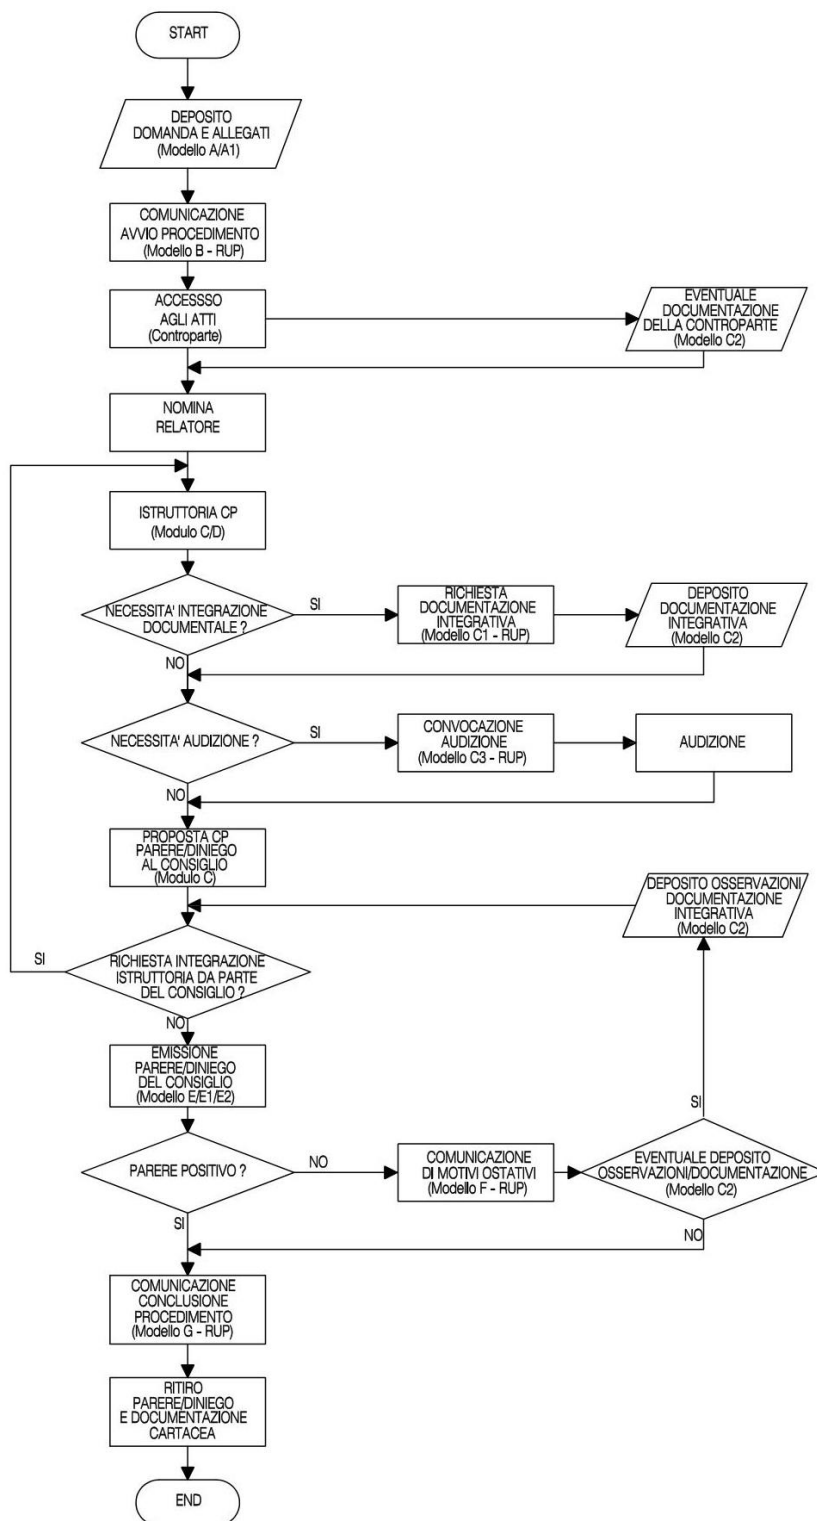 START
DEPOSITO
DOMANDA E ALLEGATI
(Modello A/A1)
COMUNICAZIONE
AVVIO PROCEDIMENTO
(Modello B - RUP)
ACCESSSO
AGLI ATTI
(Controparte)
EVENTUALE
DOCUMENTAZIONE
DELLA CONTROPARTE
(Modello C2)
NOMINA
RELATORE
ISTRUTTORIA CP
(Modulo C/D)
NECESSITA' INTEGRAZIONE
DOCUMENTALE ?
SI
RICHIESTA
DOCUMENTAZIONE
INTEGRATIVA
(Modello C1 - RUP)
DEPOSITO
DOCUMENTAZIONE
INTEGRATIVA
(Modello C2)
NO
NECESSITA' AUDIZIONE ?
SI
CONVOCAZIONE
AUDIZIONE
(Modello C3 - RUP)
AUDIZIONE
NO
PROPOSTA CP
PARERE/DINIEGO
AL CONSIGLIO
(Modulo C)
DEPOSITO OSSERVAZIONI
DOCUMENTAZIONE
INTEGRATIVA
(Modello C2)
SI
RICHIESTA INTEGRAZIONE
ISTRUTTORIA DA PARTE
DEL CONSIGLIO ?
NO
EMISSIONE
PARERE/DINIEGO
DEL CONSIGLIO
(Modello E/E1/E2)
SI
PARERE POSITIVO ?
NO
COMUNICAZIONE
DI MOTIVI OSTATIVI
(Modello F - RUP)
EVENTUALE DEPOSITO
OSSERVAZIONI/DOCUMENTAZIONE
(Modello C2)
SI
NO
COMUNICAZIONE
CONCLUSIONE
PROCEDIMENTO
(Modello G - RUP)
RITIRO
PARERE/DINIEGO
E DOCUMENTAZIONE
CARTACEA
END